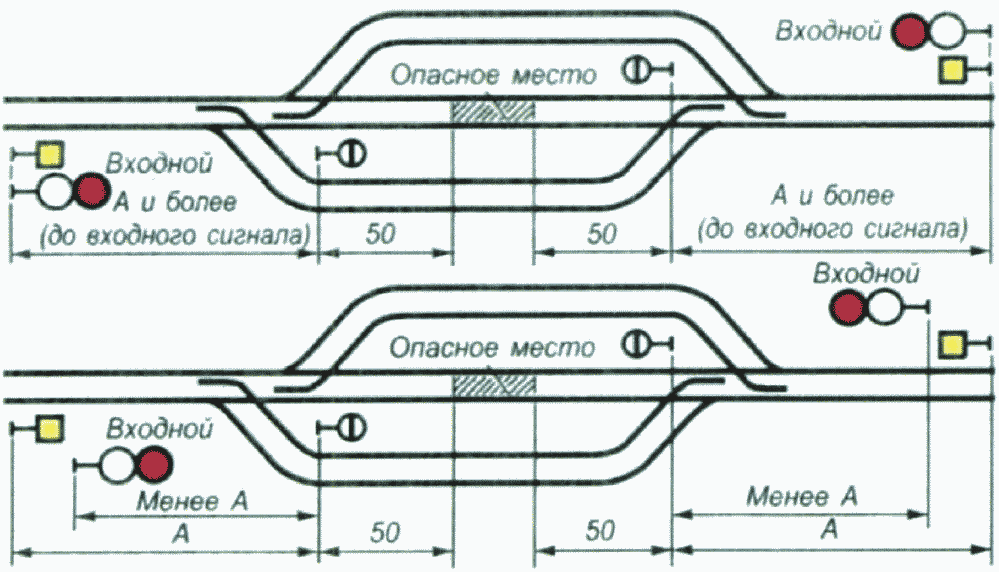 Входной
Опасное место
Входной
А и более
(до входного сигнала)
50
50
А и более
(до входного сигнала)
Входной
Опасное место
Входной
Менее А
А
50
50
Менее А
А